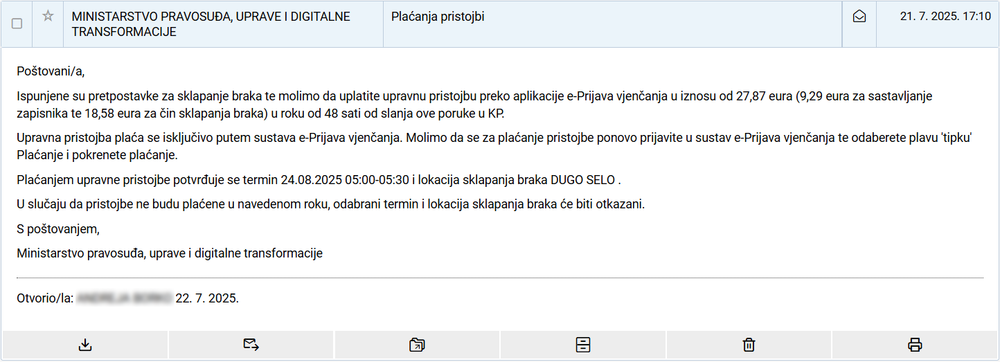 MINISTARSTVO PRAVOSUĐA, UPRAVE I DIGITALNE
TRANSFORMACIJE
Plaćanja pristojbi
21. 7. 2025. 17:10
Poštovani/a,
Ispunjene su pretpostavke za sklapanje braka te molimo da uplatite upravnu pristojbu preko aplikacije e-Prijava vjenčanja u iznosu od 27,87 eura (9,29 eura za sastavljanje
zapisnika te 18,58 eura za čin sklapanja braka) u roku od 48 sati od slanja ove poruke u KP.
Upravna pristojba plaća se isključivo putem sustava e-Prijava vjenčanja. Molimo da se za plaćanje pristojbe ponovo prijavite u sustav e-Prijava vjenčanja te odaberete plavu 'tipku'
Plaćanje i pokrenete plaćanje.
Plaćanjem upravne pristojbe potvrđuje se termin 24.08.2025 05:00-05:30 i lokacija sklapanja braka DUGO SELO .
U slučaju da pristojbe ne budu plaćene u navedenom roku, odabrani termin i lokacija sklapanja braka će biti otkazani.
S poštovanjem,
Ministarstvo pravosuđa, uprave i digitalne transformacije
Otvorio/la: 22. 7. 2025.